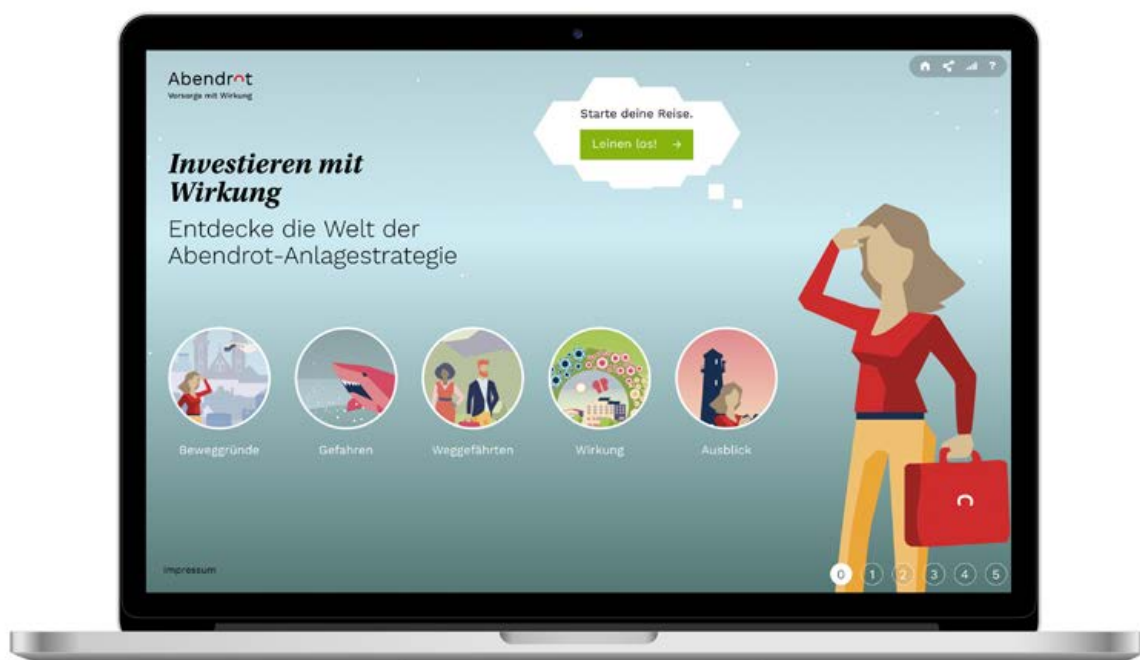 Abendrot
Vorsorge mit Wirkung
Starte deine Reise.
Leinen los! →
Investieren mit
Wirkung
Entdecke die Welt der
Abendrot-Anlagestrategie
Beweggründe
Gefahren
Weggefährten
Wirkung
Ausblick
Impressum
0 1 2 3 4 5
?